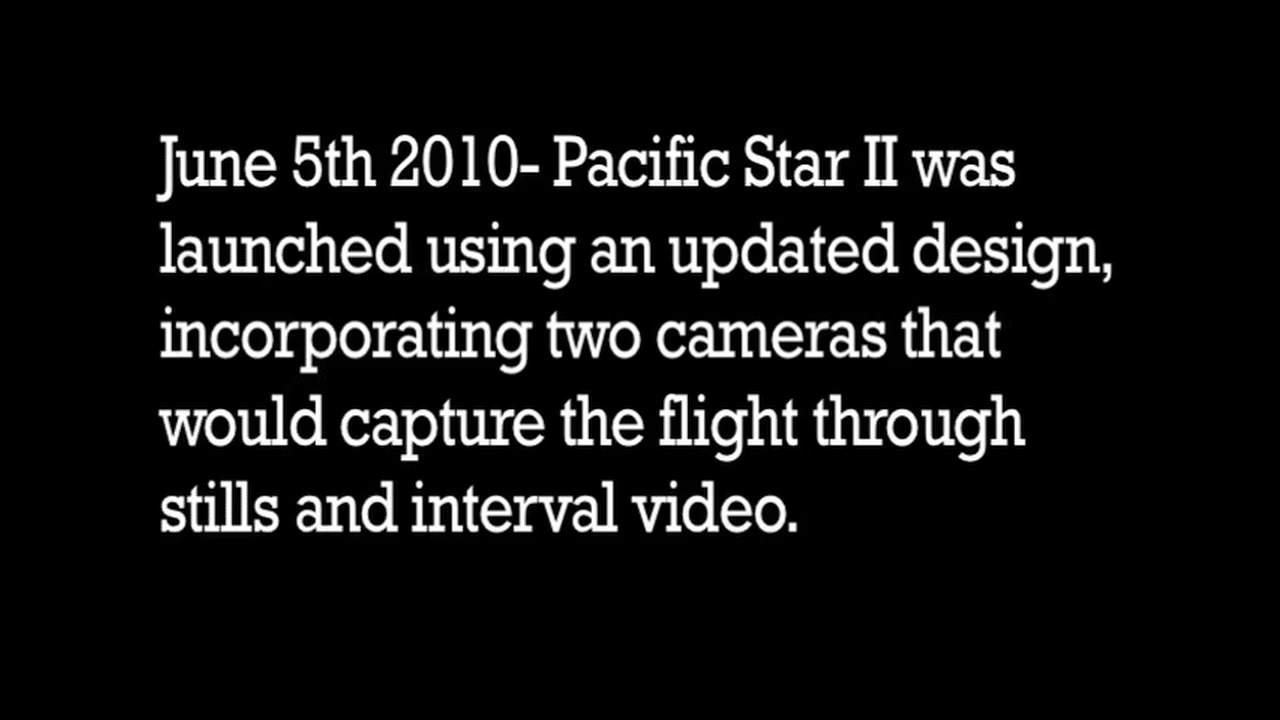 June 5th 2010- Pacific Star II was
launched using an updated design,
incorporating two cameras that
would capture the flight through
stills and interval video.